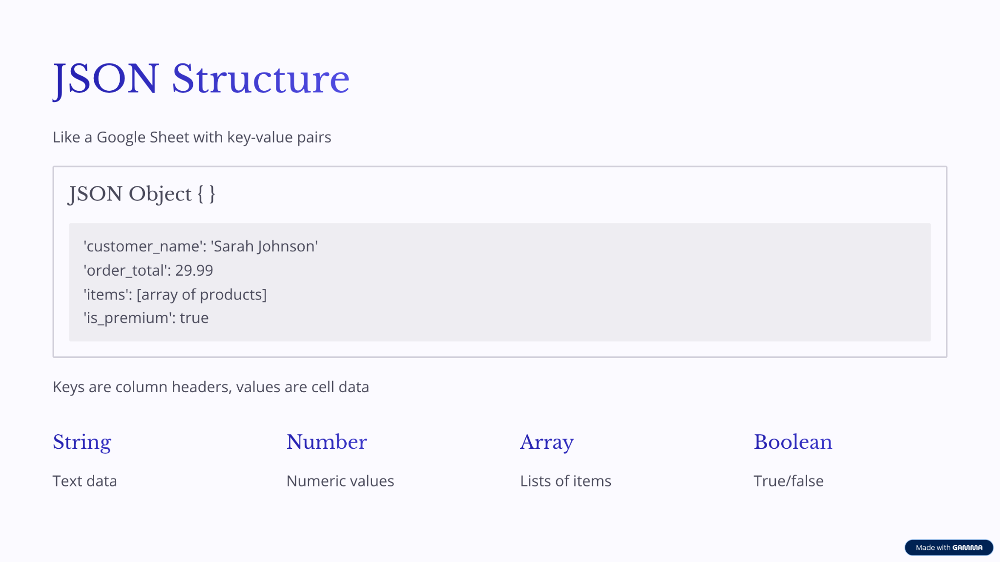 JSON Structure
Like a Google Sheet with key-value pairs
JSON Object { }
'customer_name': 'Sarah Johnson'
'order_total': 29.99
'items': [array of products]
'is_premium': true
Keys are column headers, values are cell data
String
Text data
Number
Numeric values
Array
Lists of items
Boolean
True/false
Made with GAMMA